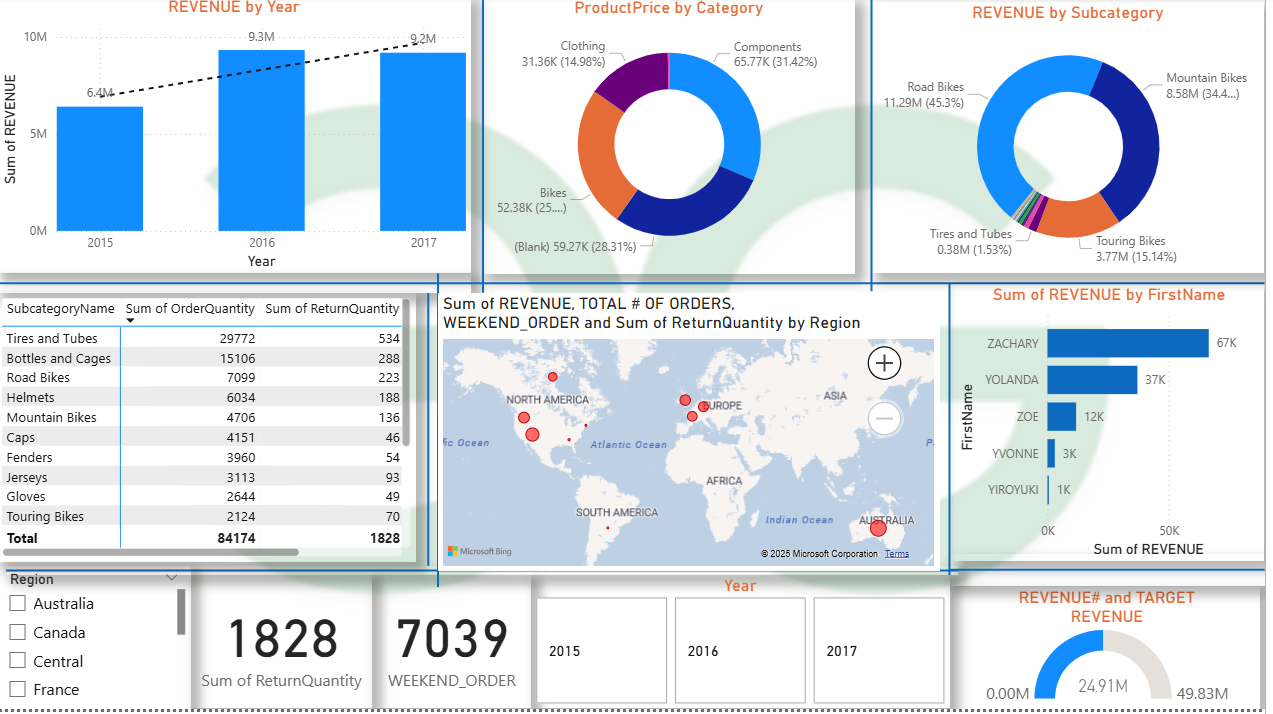 REVENUE by Year
10M
5M
0M
Sum of REVENUE
6.4M
9.3M
9.2M
2015
2016
2017
Year
ProductPrice by Category
Clothing
31.36K (14.98%)
Components
65.77K (31.42%)
Bikes
52.38K (25....)
(Blank) 59.27K (28.31%)
REVENUE by Subcategory
Road Bikes
11.29M (45.3%)
Mountain Bikes
8.58M (34.4...)
Tires and Tubes
0.38M (1.53%)
Touring Bikes
3.77M (15.14%)
SubcategoryName Sum of OrderQuantity Sum of ReturnQuantity
Tires and Tubes 29772 534
Bottles and Cages 15106 288
Road Bikes 7099 223
Helmets 6034 188
Mountain Bikes 4706 136
Caps 4151 46
Fenders 3960 54
Jerseys 3113 93
Gloves 2644 49
Touring Bikes 2124 70
Total 84174 1828
Sum of REVENUE, TOTAL # OF ORDERS,
WEEKEND_ORDER and Sum of ReturnQuantity by Region
NORTH AMERICA
EUROPE
ASIA
fic Ocean
Atlantic Ocean
P
AFRICA
SOUTH AMERICA
Indian Ocean
AUSTRALIA
Microsoft Bing
© 2025 Microsoft Corporation Terms
Sum of REVENUE by FirstName
FirstName
ZACHARY 67K
YOLANDA 37K
ZOE 12K
YVONNE 3K
YIROYUKI 1K
0K 50K
Sum of REVENUE
Region
Australia
Canada
Central
France
1828
Sum of ReturnQuantity
7039
WEEKEND_ORDER
Year
2015
2016
2017
REVENUE# and TARGET
REVENUE
24.91M
0.00M 49.83M